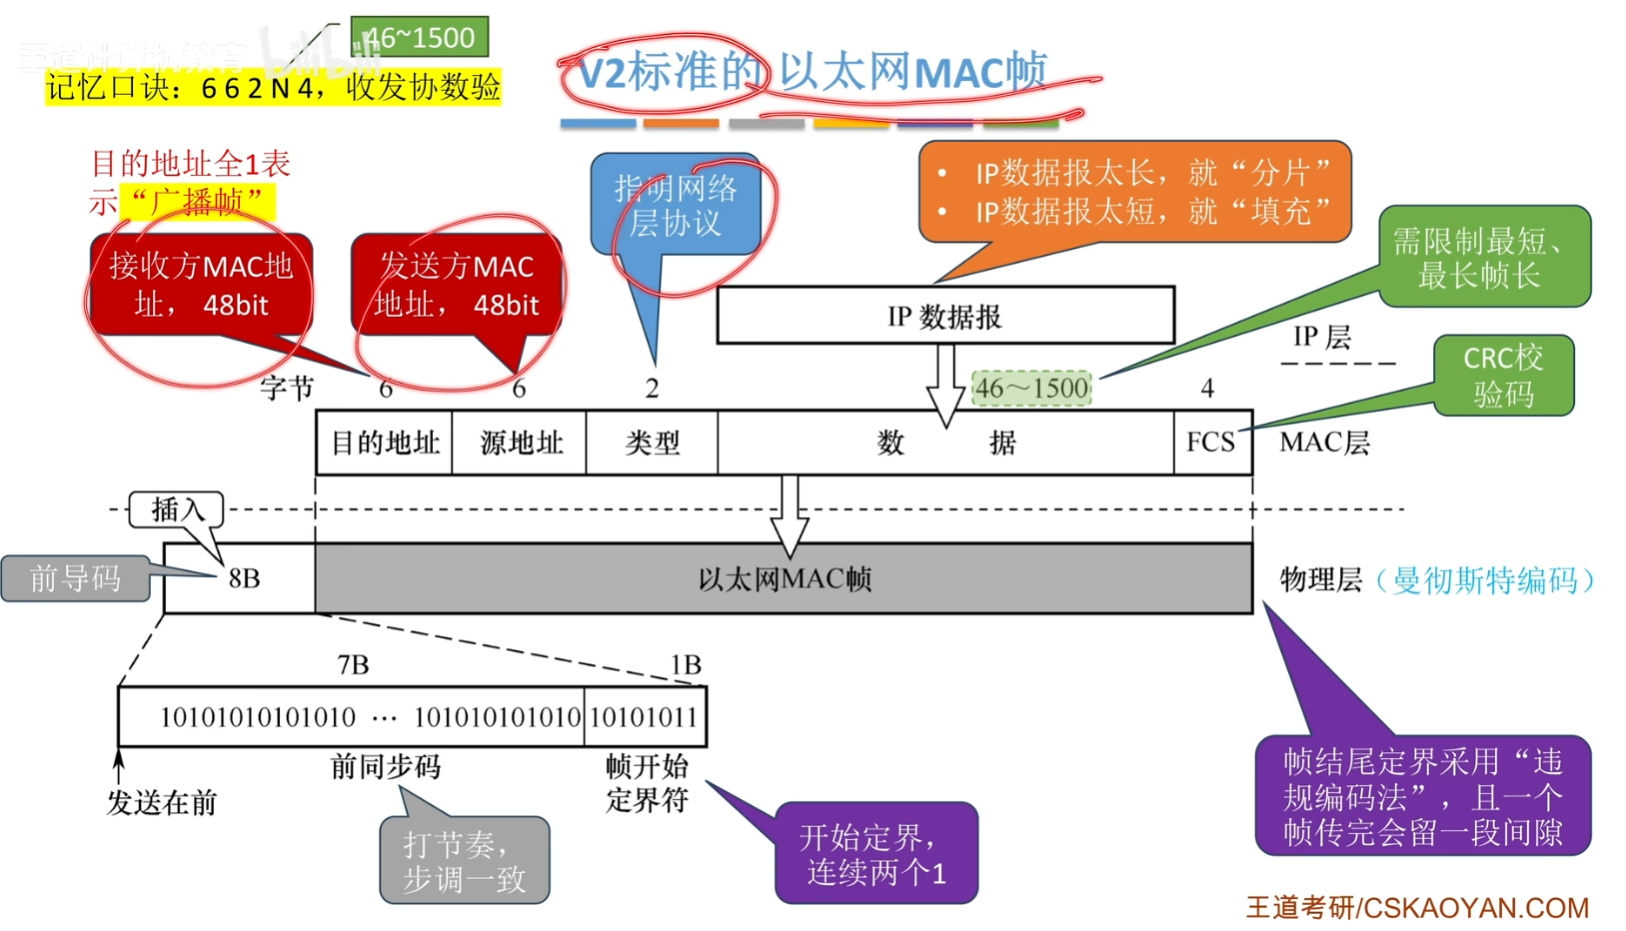 王道计算机教育 bilibili
46~1500
记忆口诀：6 6 2 N 4，收发协数验
V2标准的 以太网MAC帧
目的地址全1表
示“广播帧”
接收方MAC地
址， 48bit
发送方MAC
地址， 48bit
指明网络
层协议
• IP数据报太长，就“分片”
• IP数据报太短，就“填充”
需限制最短、
最长帧长
IP 数据报
IP 层
CRC校
验码
字节 6 6 2 46～1500 4
目的地址 源地址 类型 数 据 FCS MAC层
插入
前导码
8B
以太网MAC帧
物理层（曼彻斯特编码）
7B 1B
10101010101010 … 101010101010 10101011
前同步码
帧开始
定界符
发送在前
打节奏，
步调一致
开始定界，
连续两个1
帧结尾定界采用“违
规编码法”，且一个
帧传完会留一段间隙
王道考研/CSKAOYAN.COM